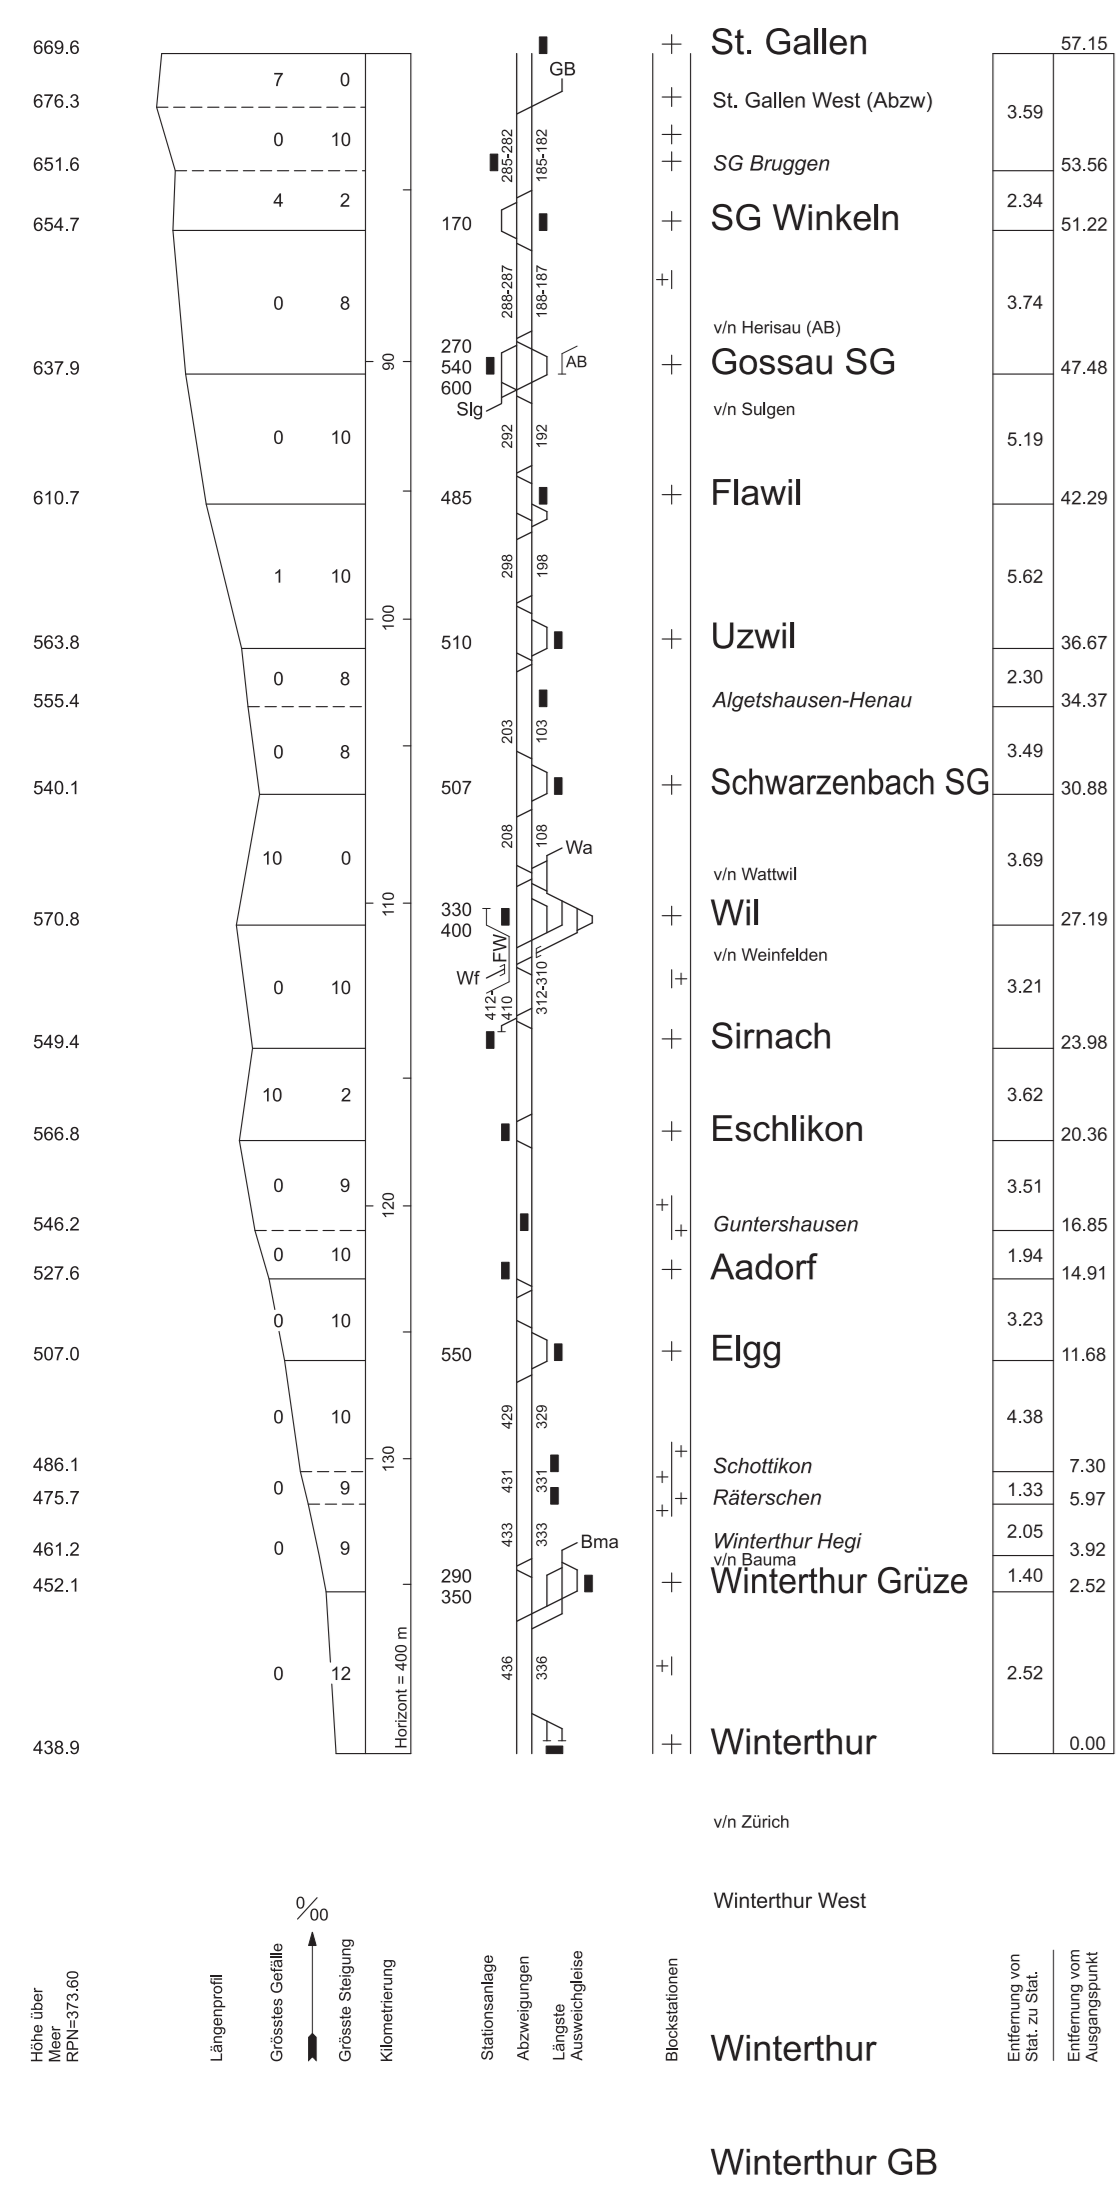 669.6 St. Gallen 57.15
7 0 GB
676.3 St. Gallen West (Abzw)
3.59
0 10 285-282 185-182
651.6 SG Bruggen 53.56
4 2 2.34
654.7 170 SG Winkeln 51.22
0 8 288-287 188-187 3.74
v/n Herisau (AB)
270
637.9 90 540 AB Gossau SG 47.48
600
Slg v/n Sulgen
0 10 292 192 5.19
610.7 485 Flawil 42.29
1 10 298 198 5.62
100
563.8 510 Uzwil 36.67
0 8 2.30
555.4 Algetshausen-Henau 34.37
203 103
0 8 3.49
540.1 507 Schwarzenbach SG 30.88
208 108
10 0 Wa 3.69
v/n Wattwil
330
570.8 110 400 Wil 27.19
FW v/n Weinfelden
Wf
0 10 412-410 312-310 3.21
549.4 Sirnach 23.98
10 2 3.62
566.8 Eschlikon 20.36
0 9 120 3.51
546.2 Guntershausen 16.85
0 10 1.94
527.6 Aadorf 14.91
0 10 3.23
507.0 550 Elgg 11.68
0 10 429 329 4.38
130
486.1 Schottikon 7.30
0 9 431 331 1.33
475.7 Räterschen 5.97
433 333 2.05
0 9 Bma Winterthur Hegi
461.2 3.92
v/n Bauma
290 1.40
452.1 350 Winterthur Grüze 2.52
0 12 436 336 2.52
Horizont = 400 m
438.9 Winterthur 0.00
v/n Zürich
Winterthur West
0/00
Höhe über
Meer
RPN=373.60
Längenprofil
Grösstes Gefälle
Grösste Steigung
Kilometrierung
Stationsanlage
Abzweigungen
Längste
Ausweichgleise
Blockstationen
Winterthur
Entfernung von
Stat. zu Stat.
Entfernung vom
Ausgangspunkt
Winterthur GB